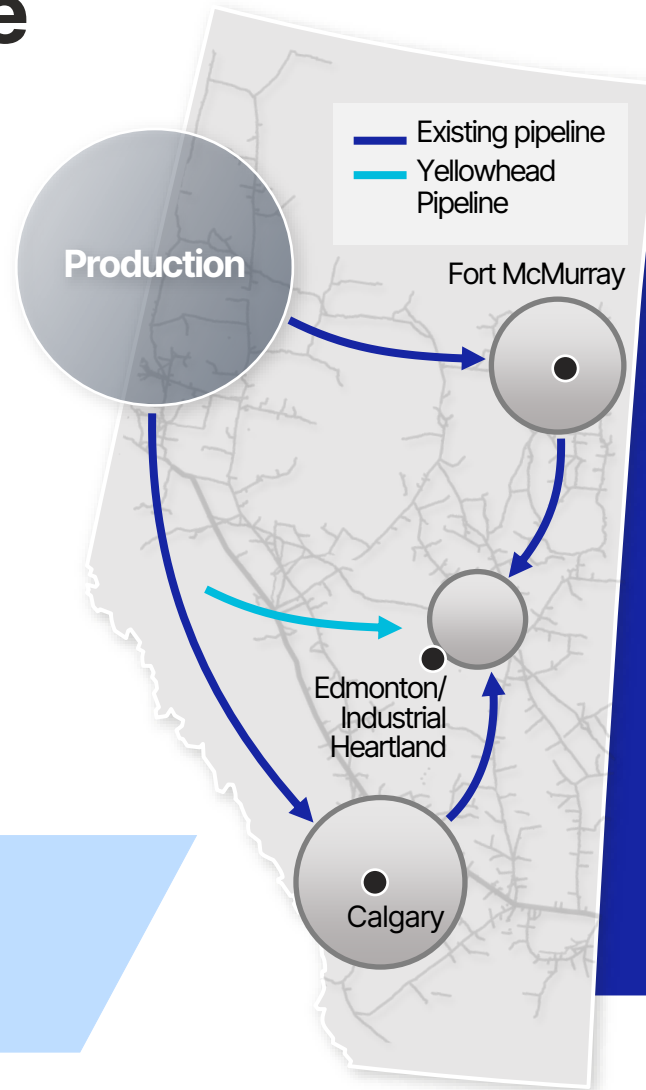 e
Existing pipeline
Yellowhead
Pipeline
Production
Fort McMurray
Edmonton/
Industrial
Heartland
Calgary